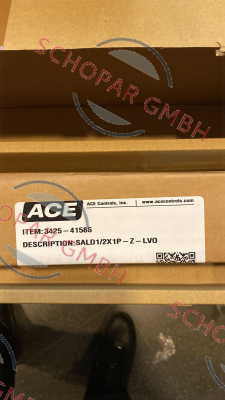 SCHOPAR GMBH
ACE
ACE Controls, Inc.
www.acecontrols.com
ITEM:3425-41586
DESCRIPTION:SALD1/2X1P-Z-LVO
SCHOPAR GMBH
SCHOPAR GMBH